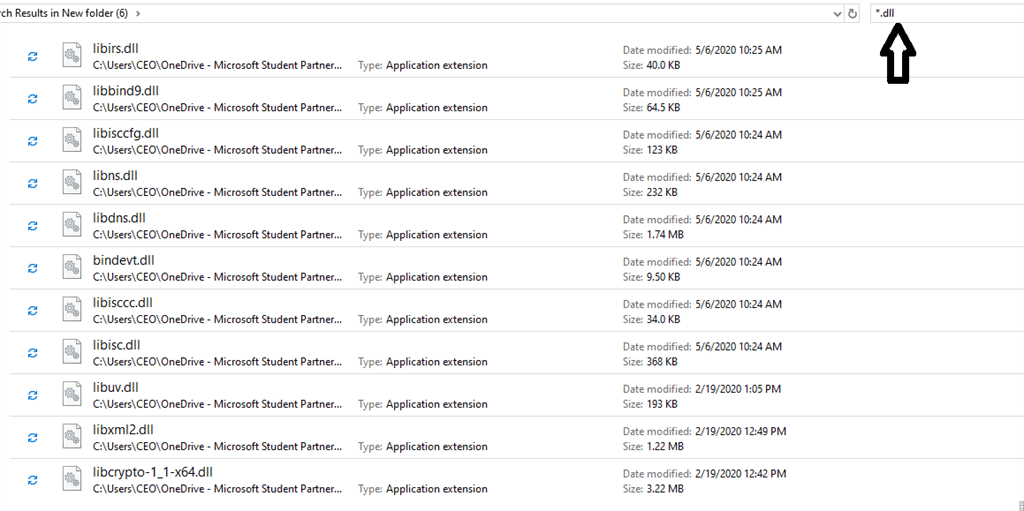 rch Results in New folder (6)
*.dll
libirs.dll
Date modified: 5/6/2020 10:25 AM
C:\Users\CEO\OneDrive - Microsoft Student Partner... Type: Application extension Size: 40.0 KB
libbind9.dll
Date modified: 5/6/2020 10:25 AM
C:\Users\CEO\OneDrive - Microsoft Student Partner... Type: Application extension Size: 64.5 KB
libisccfg.dll
Date modified: 5/6/2020 10:24 AM
C:\Users\CEO\OneDrive - Microsoft Student Partner... Type: Application extension Size: 123 KB
libns.dll
Date modified: 5/6/2020 10:24 AM
C:\Users\CEO\OneDrive - Microsoft Student Partner... Type: Application extension Size: 232 KB
libdns.dll
Date modified: 5/6/2020 10:24 AM
C:\Users\CEO\OneDrive - Microsoft Student Partner... Type: Application extension Size: 1.74 MB
bindevt.dll
Date modified: 5/6/2020 10:24 AM
C:\Users\CEO\OneDrive - Microsoft Student Partner... Type: Application extension Size: 9.50 KB
libisccc.dll
Date modified: 5/6/2020 10:24 AM
C:\Users\CEO\OneDrive - Microsoft Student Partner... Type: Application extension Size: 34.0 KB
libisc.dll
Date modified: 5/6/2020 10:24 AM
C:\Users\CEO\OneDrive - Microsoft Student Partner... Type: Application extension Size: 368 KB
libuv.dll
Date modified: 2/19/2020 1:05 PM
C:\Users\CEO\OneDrive - Microsoft Student Partner... Type: Application extension Size: 193 KB
libxml2.dll
Date modified: 2/19/2020 12:49 PM
C:\Users\CEO\OneDrive - Microsoft Student Partner... Type: Application extension Size: 1.22 MB
libcrypto-1_1-x64.dll
Date modified: 2/19/2020 12:42 PM
C:\Users\CEO\OneDrive - Microsoft Student Partner... Type: Application extension Size: 3.22 MB